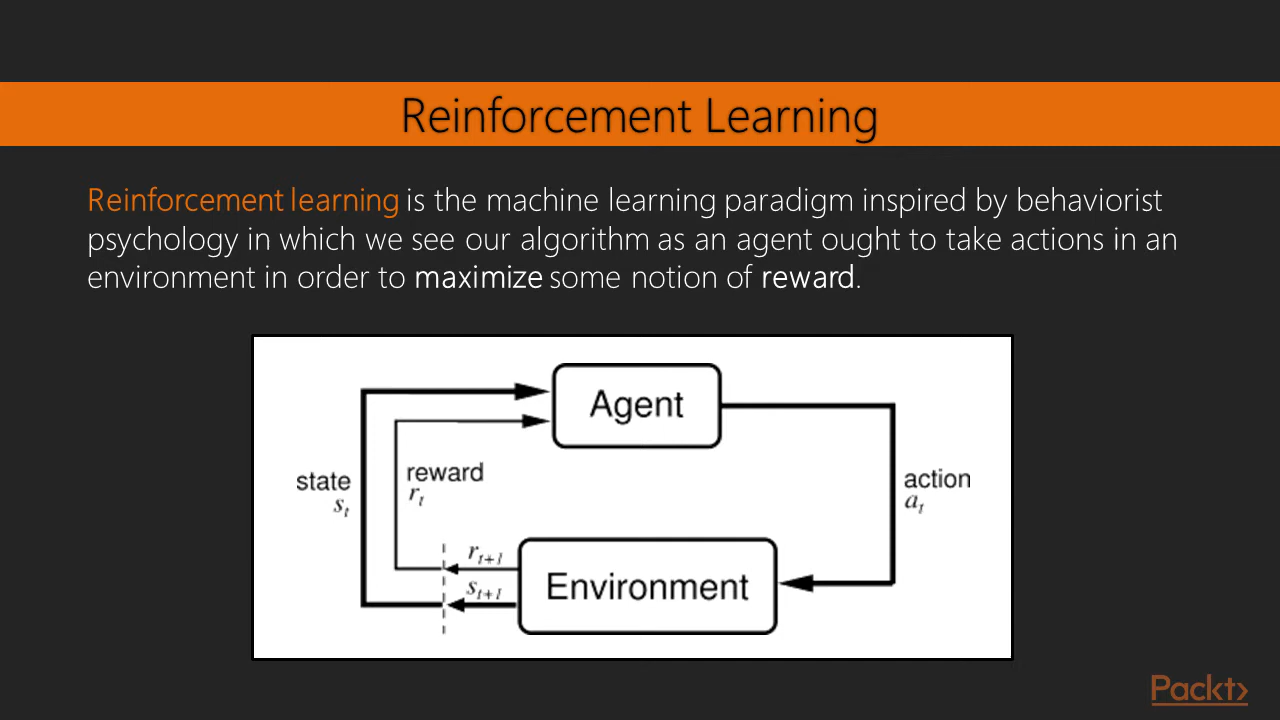 Reinforcement Learning
Reinforcement learning is the machine learning paradigm inspired by behaviorist
psychology in which we see our algorithm as an agent ought to take actions in an
environment in order to maximize some notion of reward.
Agent
state
s_t
reward
r_t
action
a_t
r_{t+1}
s_{t+1}
Environment
Packt>